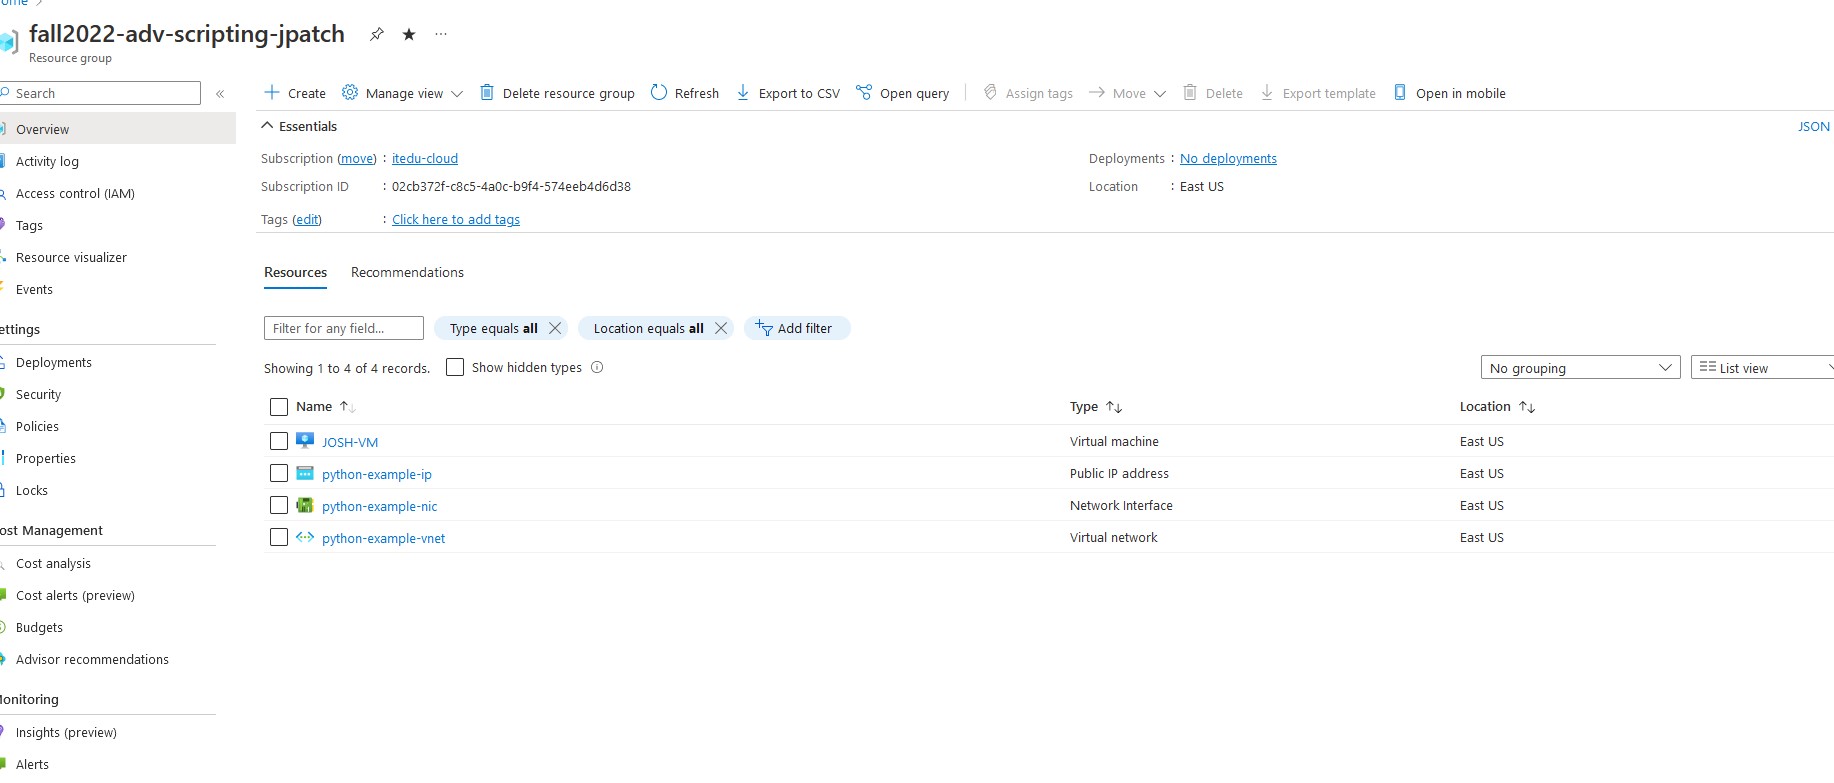 Home
fall2022-adv-scripting-jpatch
Resource group
Search
Overview
Activity log
Access control (IAM)
Tags
Resource visualizer
Events
ettings
Deployments
Security
Policies
Properties
Locks
ost Management
Cost analysis
Cost alerts (preview)
Budgets
Advisor recommendations
onitoring
Insights (preview)
Alerts
Create Manage view Delete resource group Refresh Export to CSV Open query Assign tags Move Delete Export template Open in mobile
Essentials JSON
Subscription (move) : itedu-cloud Deployments : No deployments
Subscription ID : 02cb372f-c8c5-4a0c-b9f4-574eeb4d6d38 Location : East US
Tags (edit) : Click here to add tags
Resources Recommendations
Filter for any field... Type equals all Location equals all Add filter
Showing 1 to 4 of 4 records. Show hidden types No grouping List view
Name Type Location
JOSH-VM Virtual machine East US
python-example-ip Public IP address East US
python-example-nic Network Interface East US
python-example-vnet Virtual network East US